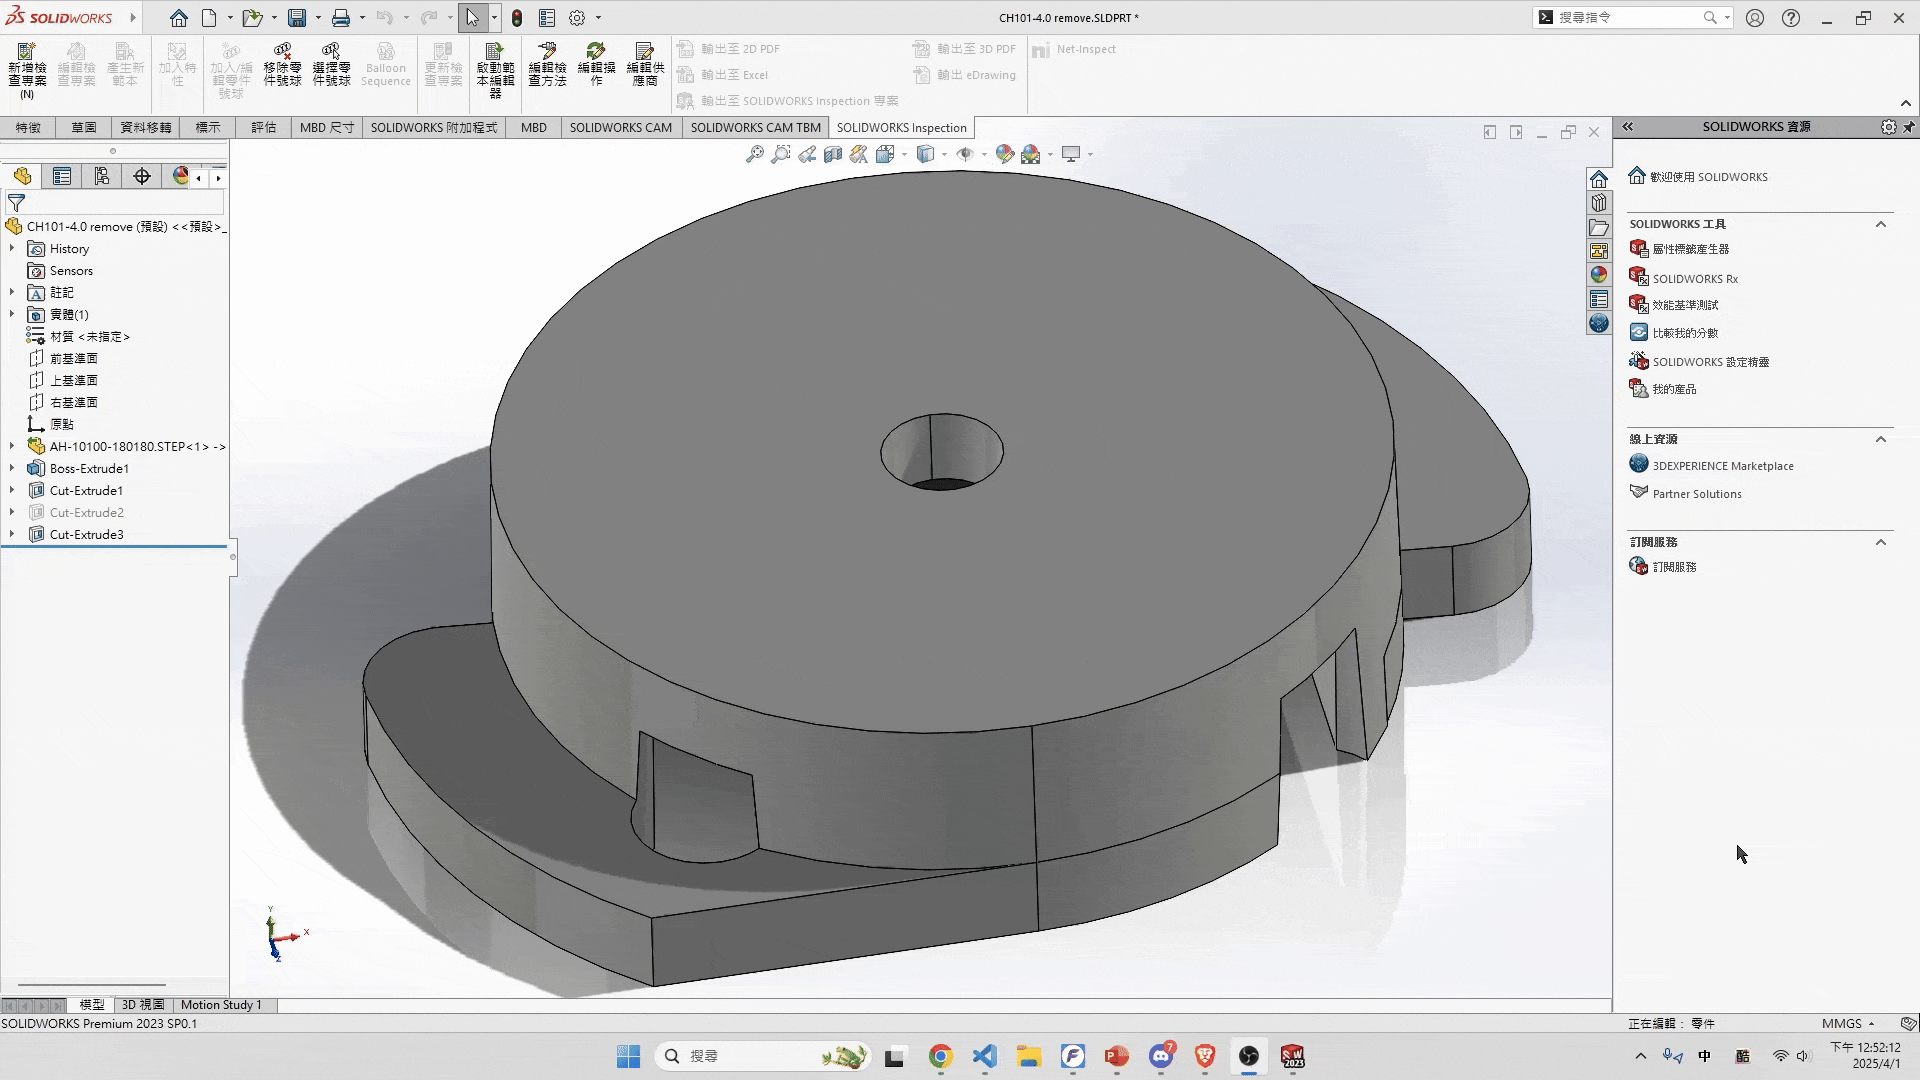 SOLIDWORKS
CH101-4.0 remove.SLDPRT *
搜尋指令
新增檢查專案(N)
編輯檢查專案
產生新範本
加入特性
加入/編輯零件號球
移除零件號球
選擇零件號球
Balloon Sequence
更新檢查專案
啟動範本編輯器
編輯檢查方法
編輯操作
編輯供應商
輸出至 2D PDF
輸出至 Excel
輸出至 SOLIDWORKS Inspection 專案
輸出至 3D PDF
輸出 eDrawing
Net-Inspect
特徵
草圖
資料移轉
標示
評估
MBD 尺寸
SOLIDWORKS 附加程式
MBD
SOLIDWORKS CAM
SOLIDWORKS CAM TBM
SOLIDWORKS Inspection
CH101-4.0 remove (預設) <<預設>_
History
Sensors
註記
實體(1)
材質 <未指定>
前基準面
上基準面
右基準面
原點
AH-10100-180180.STEP<1> ->
Boss-Extrude1
Cut-Extrude1
Cut-Extrude2
Cut-Extrude3
Y
X
Z
SOLIDWORKS 資源
歡迎使用 SOLIDWORKS
SOLIDWORKS 工具
屬性標籤產生器
SOLIDWORKS Rx
效能基準測試
比較我的分數
SOLIDWORKS 設定精靈
我的產品
線上資源
3DEXPERIENCE Marketplace
Partner Solutions
訂閱服務
訂閱服務
模型
3D 視圖
Motion Study 1
SOLIDWORKS Premium 2023 SP0.1
正在編輯： 零件
MMGS
搜尋
7
SW
2023
中
酷
下午 12:52:12
2025/4/1